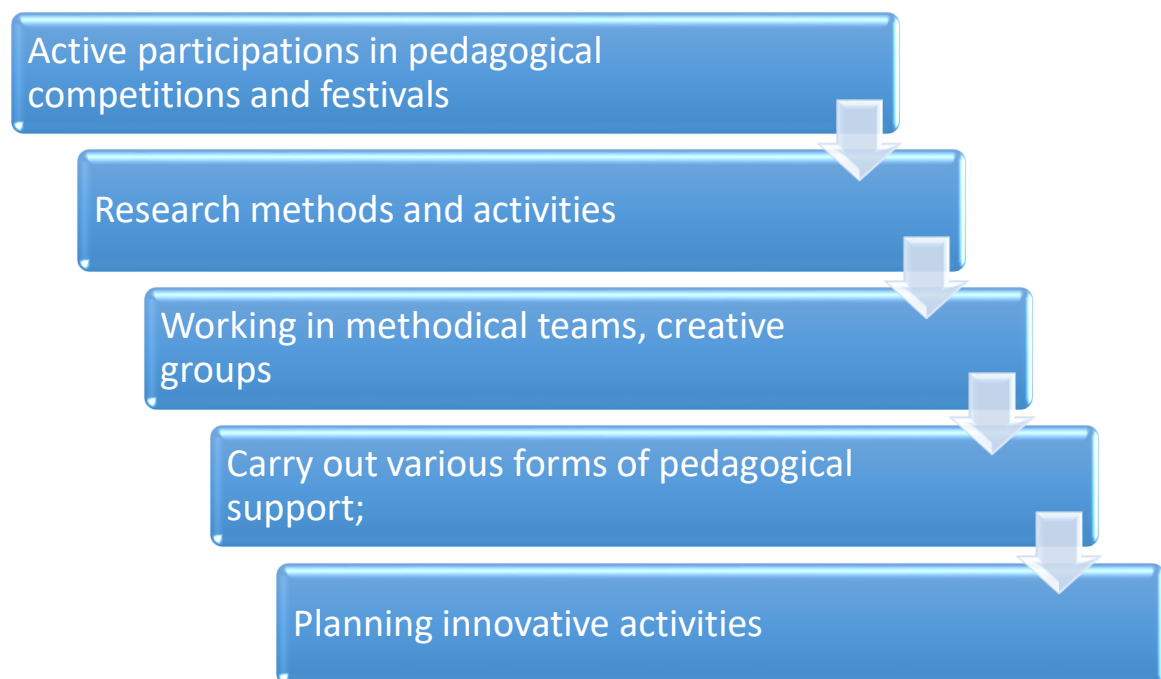 Active participations in pedagogical
competitions and festivals
Research methods and activities
Working in methodical teams, creative
groups
Carry out various forms of pedagogical
support;
Planning innovative activities